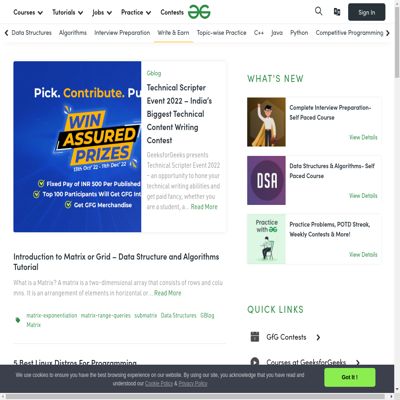 Courses Tutorials Jobs Practice Contests Sign In
Data Structures Algorithms Interview Preparation Write & Earn Topic-wise Practice C++ Java Python Competitive Programming
Pick. Contribute. Pu
WIN
ASSURED
PRIZES
13th Oct' 22 - 11th Dec' 22
Fixed Pay of INR 500 Per Published
Top 100 Participants Will Get GFG Int
Get GFG Merchandise
Gblog
Technical Scripter
Event 2022 – India's
Biggest Technical
Content Writing
Contest
GeeksforGeeks presents
Technical Scripter Event 2022
– an opportunity to hone your
technical writing abilities and
get paid fancy, whether you
are a student, a... Read More
Introduction to Matrix or Grid – Data Structure and Algorithms
Tutorial
What is a Matrix? A matrix is a two-dimensional array that consists of rows and colu
mns. It is an arrangement of elements in horizontal or... Read More
matrix-exponentiation matrix-range-queries submatrix Data Structures GBlog
Matrix
5 Best Linux Distros For Programming
WHAT'S NEW
Complete Interview Preparation-
Self Paced Course
View Details
DSA
Data Structures & Algorithms- Self
Paced Course
View Details
Practice
with
Practice Problems, POTD Streak,
Weekly Contests & More!
View Details
QUICK LINKS
GfG Contests
Courses at GeeksforGeeks
We use cookies to ensure you have the best browsing experience on our website. By using our site, you acknowledge that you have read and
understood our Cookie Policy & Privacy Policy
Got It !